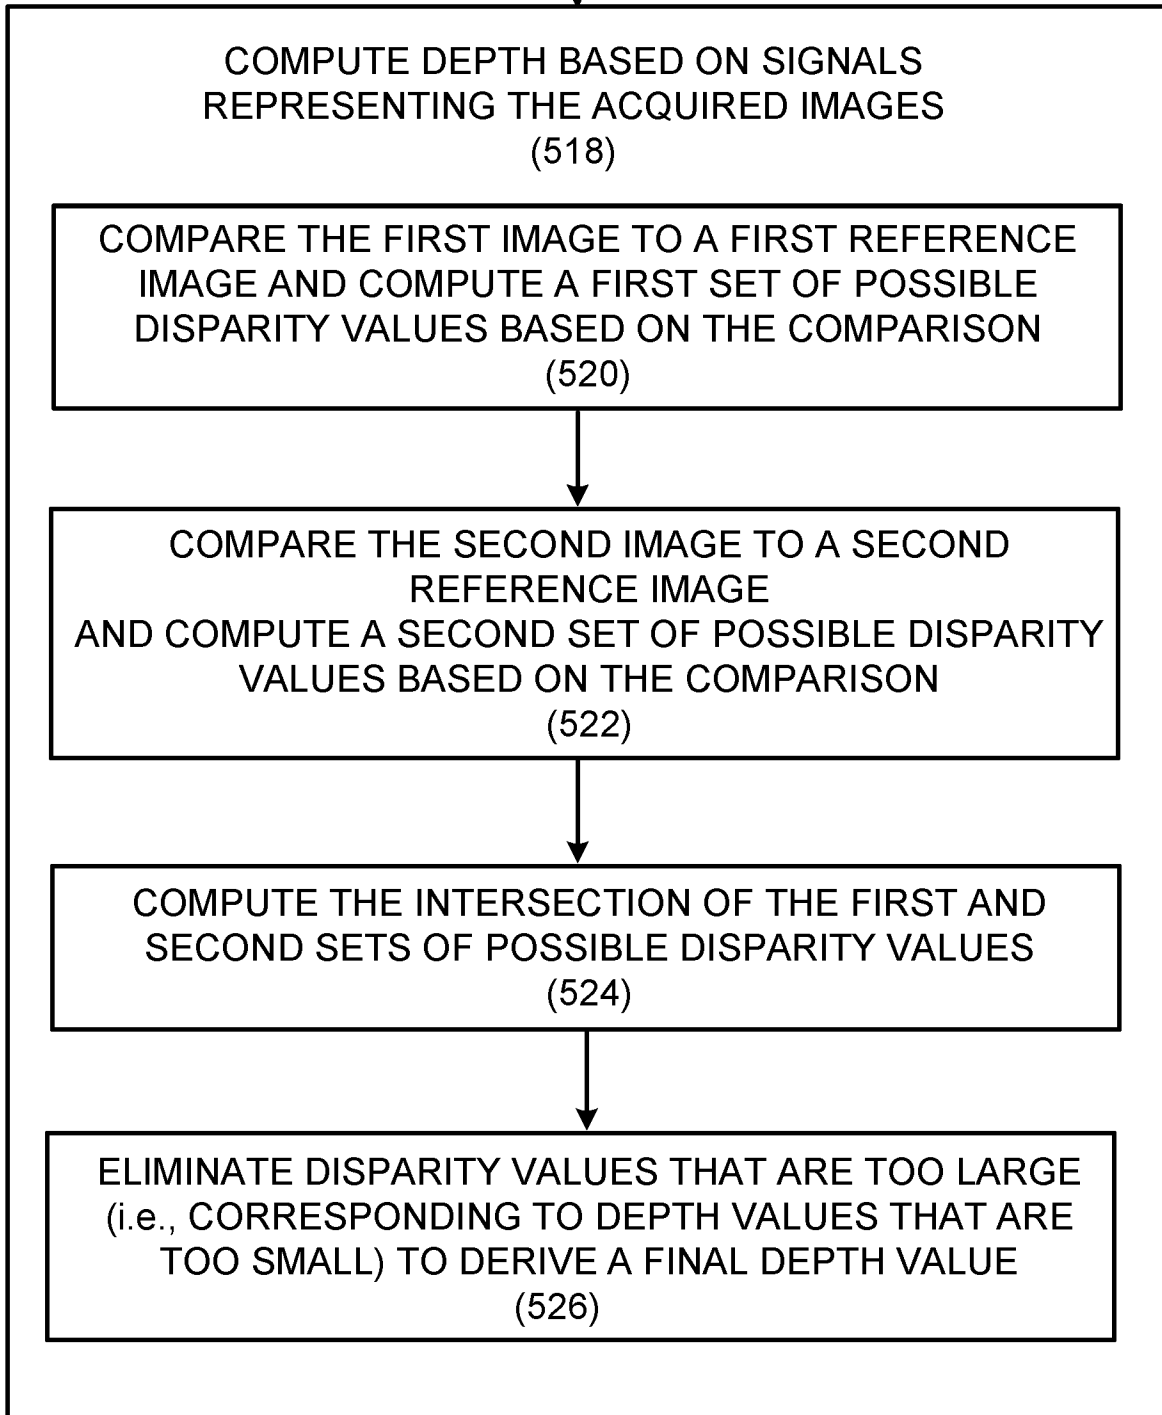 COMPUTE DEPTH BASED ON SIGNALS
REPRESENTING THE ACQUIRED IMAGES
(518)
COMPARE THE FIRST IMAGE TO A FIRST REFERENCE
IMAGE AND COMPUTE A FIRST SET OF POSSIBLE
DISPARITY VALUES BASED ON THE COMPARISON
(520)
COMPARE THE SECOND IMAGE TO A SECOND
REFERENCE IMAGE
AND COMPUTE A SECOND SET OF POSSIBLE DISPARITY
VALUES BASED ON THE COMPARISON
(522)
COMPUTE THE INTERSECTION OF THE FIRST AND
SECOND SETS OF POSSIBLE DISPARITY VALUES
(524)
ELIMINATE DISPARITY VALUES THAT ARE TOO LARGE
(i.e., CORRESPONDING TO DEPTH VALUES THAT ARE
TOO SMALL) TO DERIVE A FINAL DEPTH VALUE
(526)